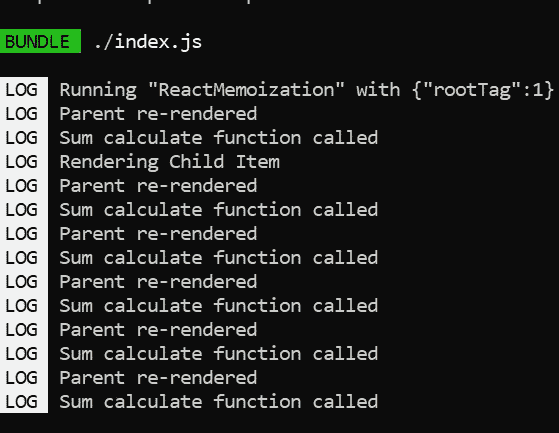 BUNDLE ./index.js
LOG Running "ReactMemoization" with {"rootTag":1}
LOG Parent re-rendered
LOG Sum calculate function called
LOG Rendering Child Item
LOG Parent re-rendered
LOG Sum calculate function called
LOG Parent re-rendered
LOG Sum calculate function called
LOG Parent re-rendered
LOG Sum calculate function called
LOG Parent re-rendered
LOG Sum calculate function called
LOG Parent re-rendered
LOG Sum calculate function called